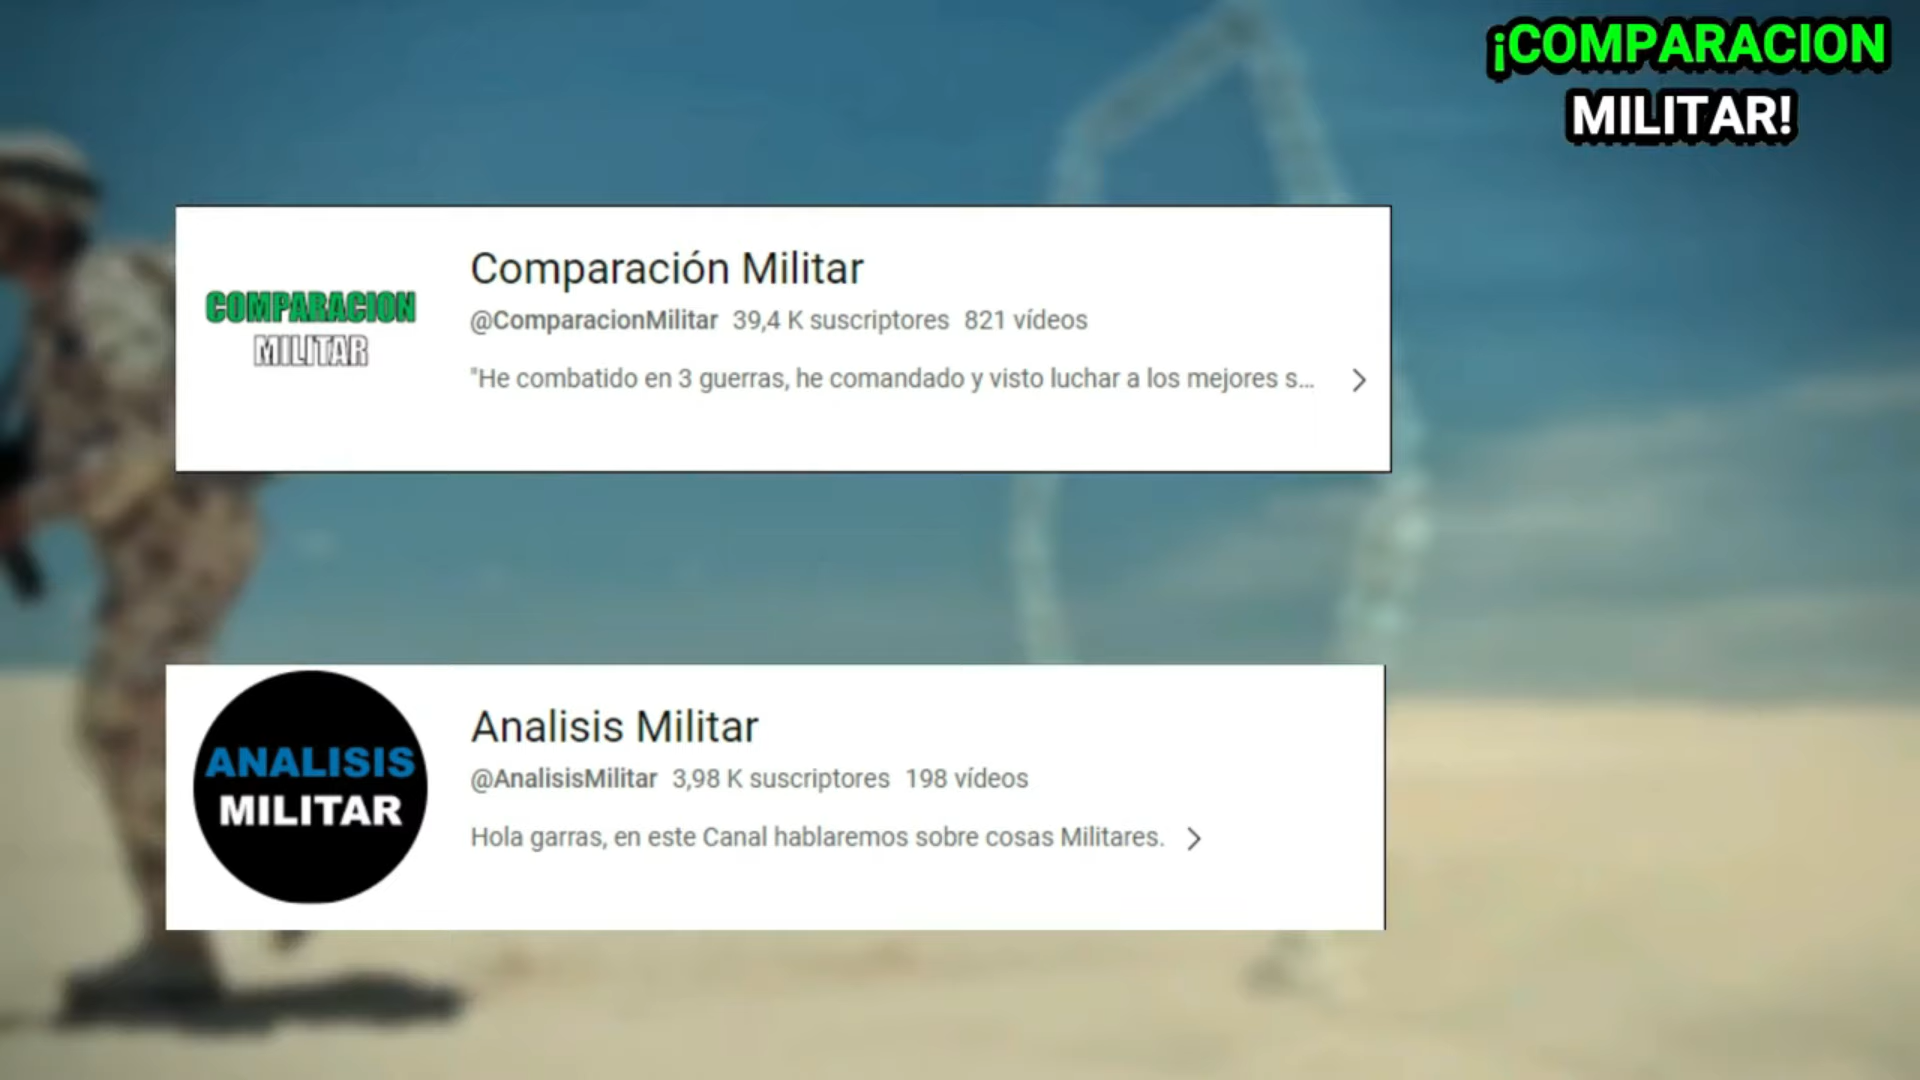 ¡COMPARACION
MILITAR!
COMPARACION
MILITAR
Comparación Militar
@ComparacionMilitar 39,4 K suscriptores 821 vídeos
"He combatido en 3 guerras, he comandado y visto luchar a los mejores s...
ANALISIS
MILITAR
Analisis Militar
@AnalisisMilitar 3,98 K suscriptores 198 vídeos
Hola garras, en este Canal hablaremos sobre cosas Militares.